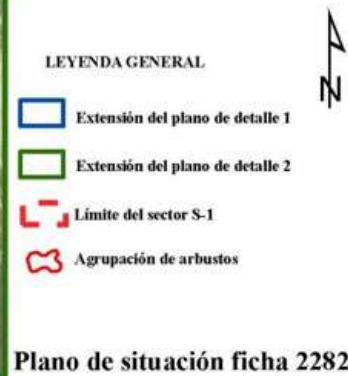 LEYENDA GENERAL
N
Extensión del plano de detalle 1
Extensión del plano de detalle 2
Límite del sector S-1
Agrupación de arbustos
Plano de situación ficha 2282